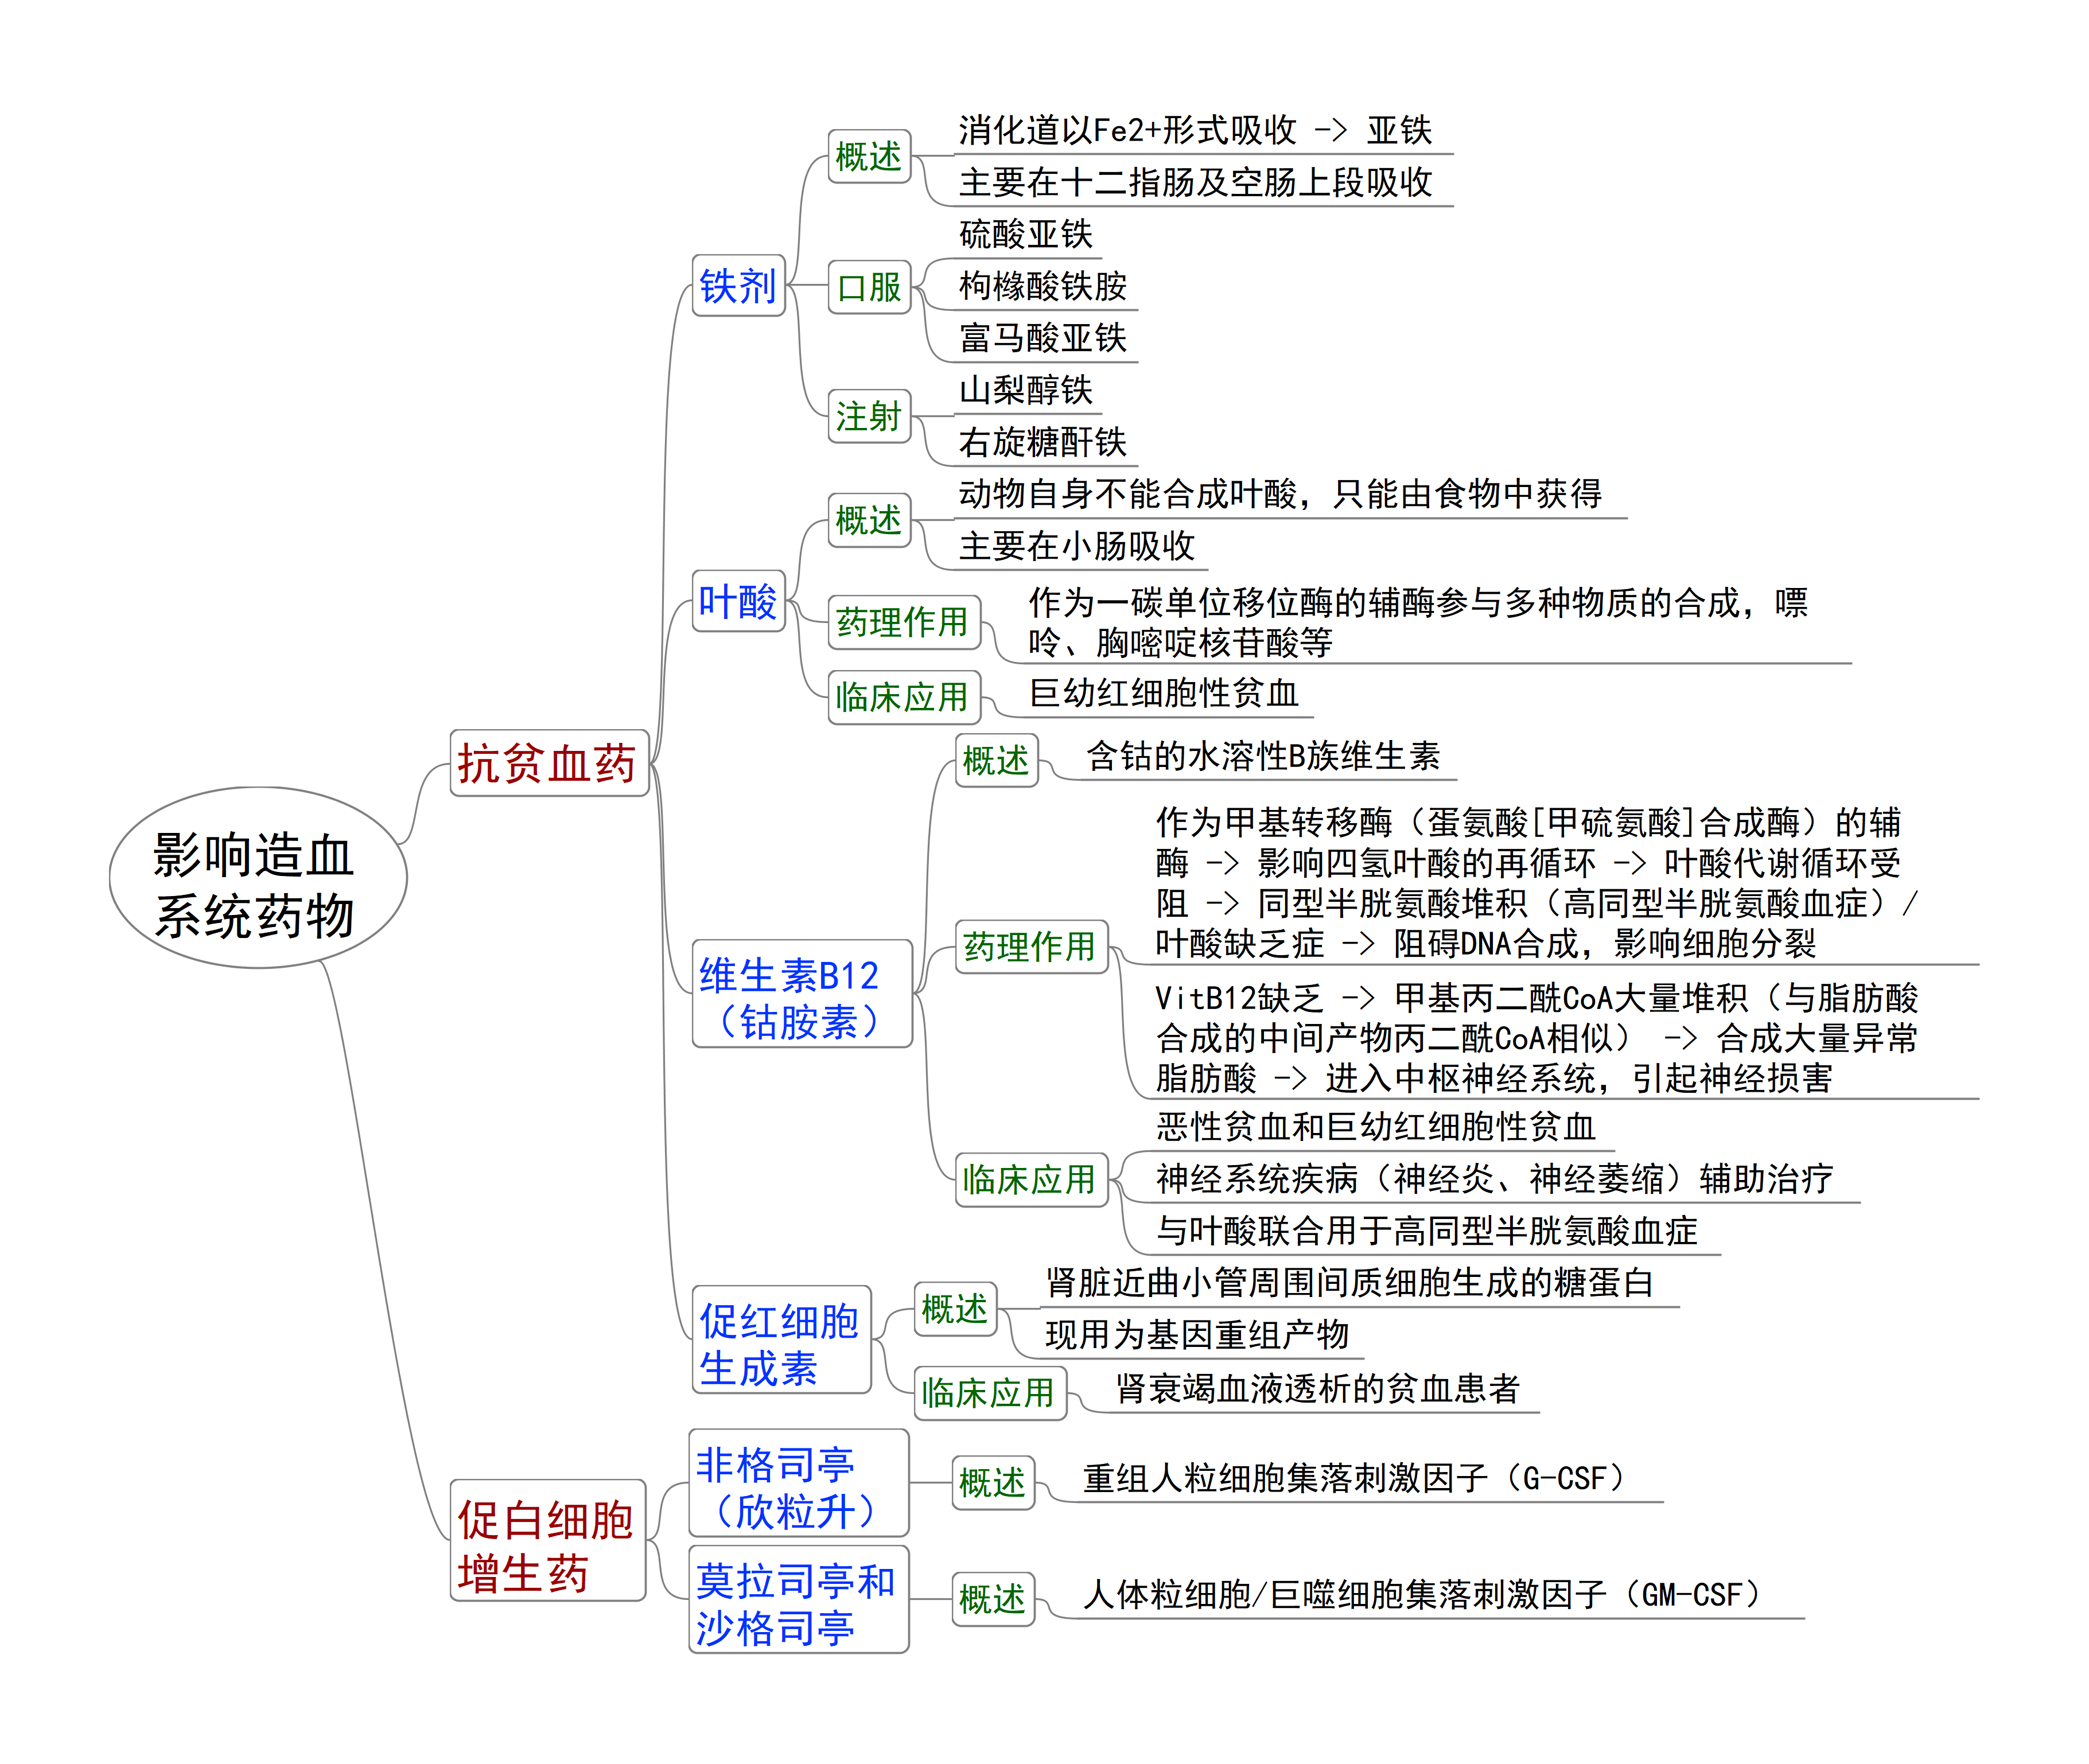 影响造血
系统药物
抗贫血药
铁剂
概述
消化道以Fe2+形式吸收 -> 亚铁
主要在十二指肠及空肠上段吸收
口服
硫酸亚铁
枸橼酸铁胺
富马酸亚铁
注射
山梨醇铁
右旋糖酐铁
叶酸
概述
动物自身不能合成叶酸，只能由食物中获得
主要在小肠吸收
药理作用
作为一碳单位移位酶的辅酶参与多种物质的合成，嘌
呤、胸嘧啶核苷酸等
临床应用
巨幼红细胞性贫血
维生素B12
（钴胺素）
概述
含钴的水溶性B族维生素
药理作用
作为甲基转移酶（蛋氨酸[甲硫氨酸]合成酶）的辅
酶 -> 影响四氢叶酸的再循环 -> 叶酸代谢循环受
阻 -> 同型半胱氨酸堆积（高同型半胱氨酸血症）/
叶酸缺乏症 -> 阻碍DNA合成，影响细胞分裂
VitB12缺乏 -> 甲基丙二酰CoA大量堆积（与脂肪酸
合成的中间产物丙二酰CoA相似） -> 合成大量异常
脂肪酸 -> 进入中枢神经系统，引起神经损害
临床应用
恶性贫血和巨幼红细胞性贫血
神经系统疾病（神经炎、神经萎缩）辅助治疗
与叶酸联合用于高同型半胱氨酸血症
促红细胞
生成素
概述
肾脏近曲小管周围间质细胞生成的糖蛋白
现用为基因重组产物
临床应用
肾衰竭血液透析的贫血患者
促白细胞
增生药
非格司亭
（欣粒升）
概述
重组人粒细胞集落刺激因子（G-CSF）
莫拉司亭和
沙格司亭
概述
人体粒细胞/巨噬细胞集落刺激因子（GM-CSF）